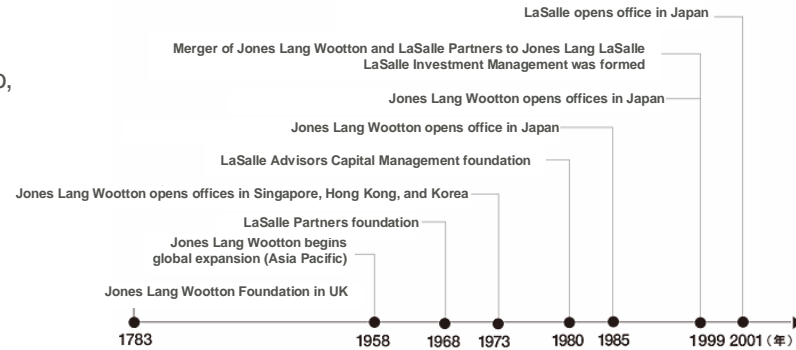 LaSalle opens office in Japan
Merger of Jones Lang Wootton and LaSalle Partners to Jones Lang LaSalle
LaSalle Investment Management was formed
Jones Lang Wootton opens offices in Japan
Jones Lang Wootton opens office in Japan
LaSalle Advisors Capital Management foundation
Jones Lang Wootton opens offices in Singapore, Hong Kong, and Korea
LaSalle Partners foundation
Jones Lang Wootton begins
global expansion (Asia Pacific)
Jones Lang Wootton Foundation in UK
1783 1958 1968 1973 1980 1985 1999 2001 (年)